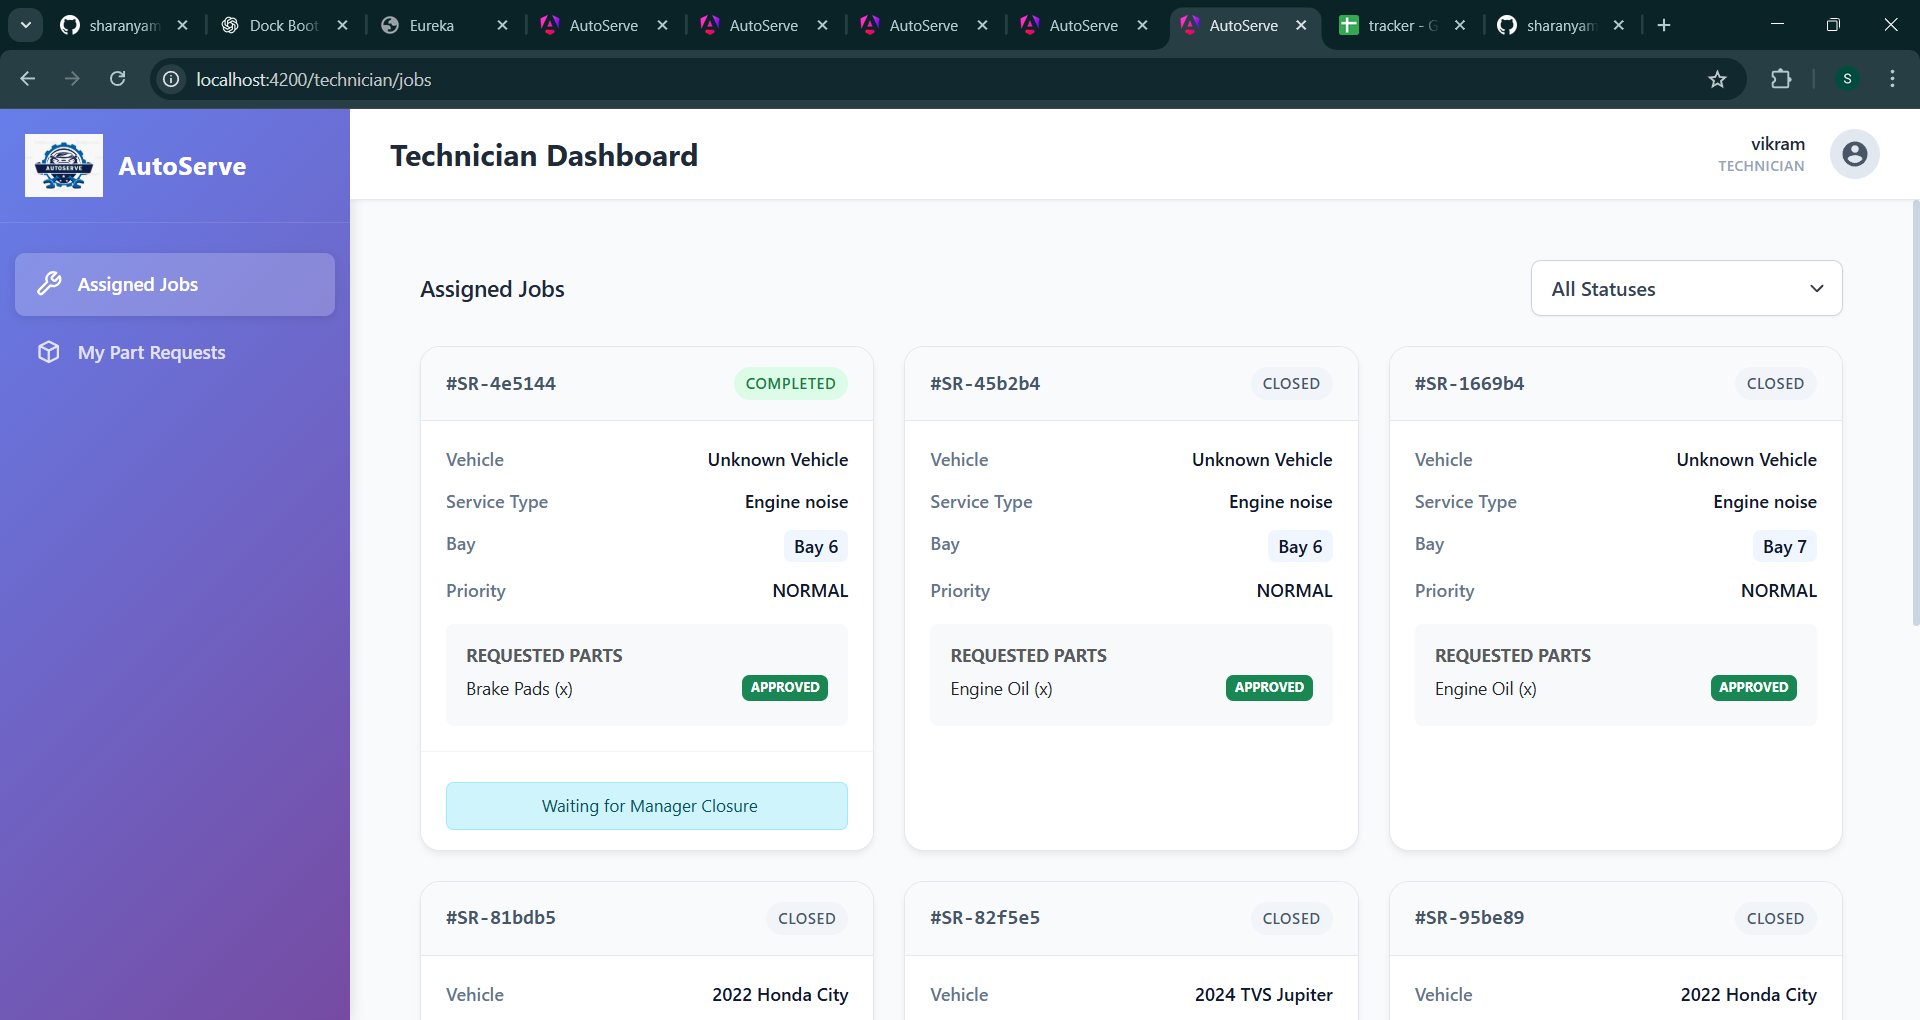 sharanyam
Dock Boot
Eureka
AutoServe
AutoServe
AutoServe
AutoServe
AutoServe
tracker - G
sharanyam
localhost:4200/technician/jobs
S
AUTOSERVE
AutoServe
Technician Dashboard
vikram
TECHNICIAN
Assigned Jobs
My Part Requests
Assigned Jobs
All Statuses
#SR-4e5144
COMPLETED
Vehicle
Unknown Vehicle
Service Type
Engine noise
Bay
Bay 6
Priority
NORMAL
REQUESTED PARTS
Brake Pads (x)
APPROVED
Waiting for Manager Closure
#SR-45b2b4
CLOSED
Vehicle
Unknown Vehicle
Service Type
Engine noise
Bay
Bay 6
Priority
NORMAL
REQUESTED PARTS
Engine Oil (x)
APPROVED
#SR-1669b4
CLOSED
Vehicle
Unknown Vehicle
Service Type
Engine noise
Bay
Bay 7
Priority
NORMAL
REQUESTED PARTS
Engine Oil (x)
APPROVED
#SR-81bdb5
CLOSED
Vehicle
2022 Honda City
#SR-82f5e5
CLOSED
Vehicle
2024 TVS Jupiter
#SR-95be89
CLOSED
Vehicle
2022 Honda City